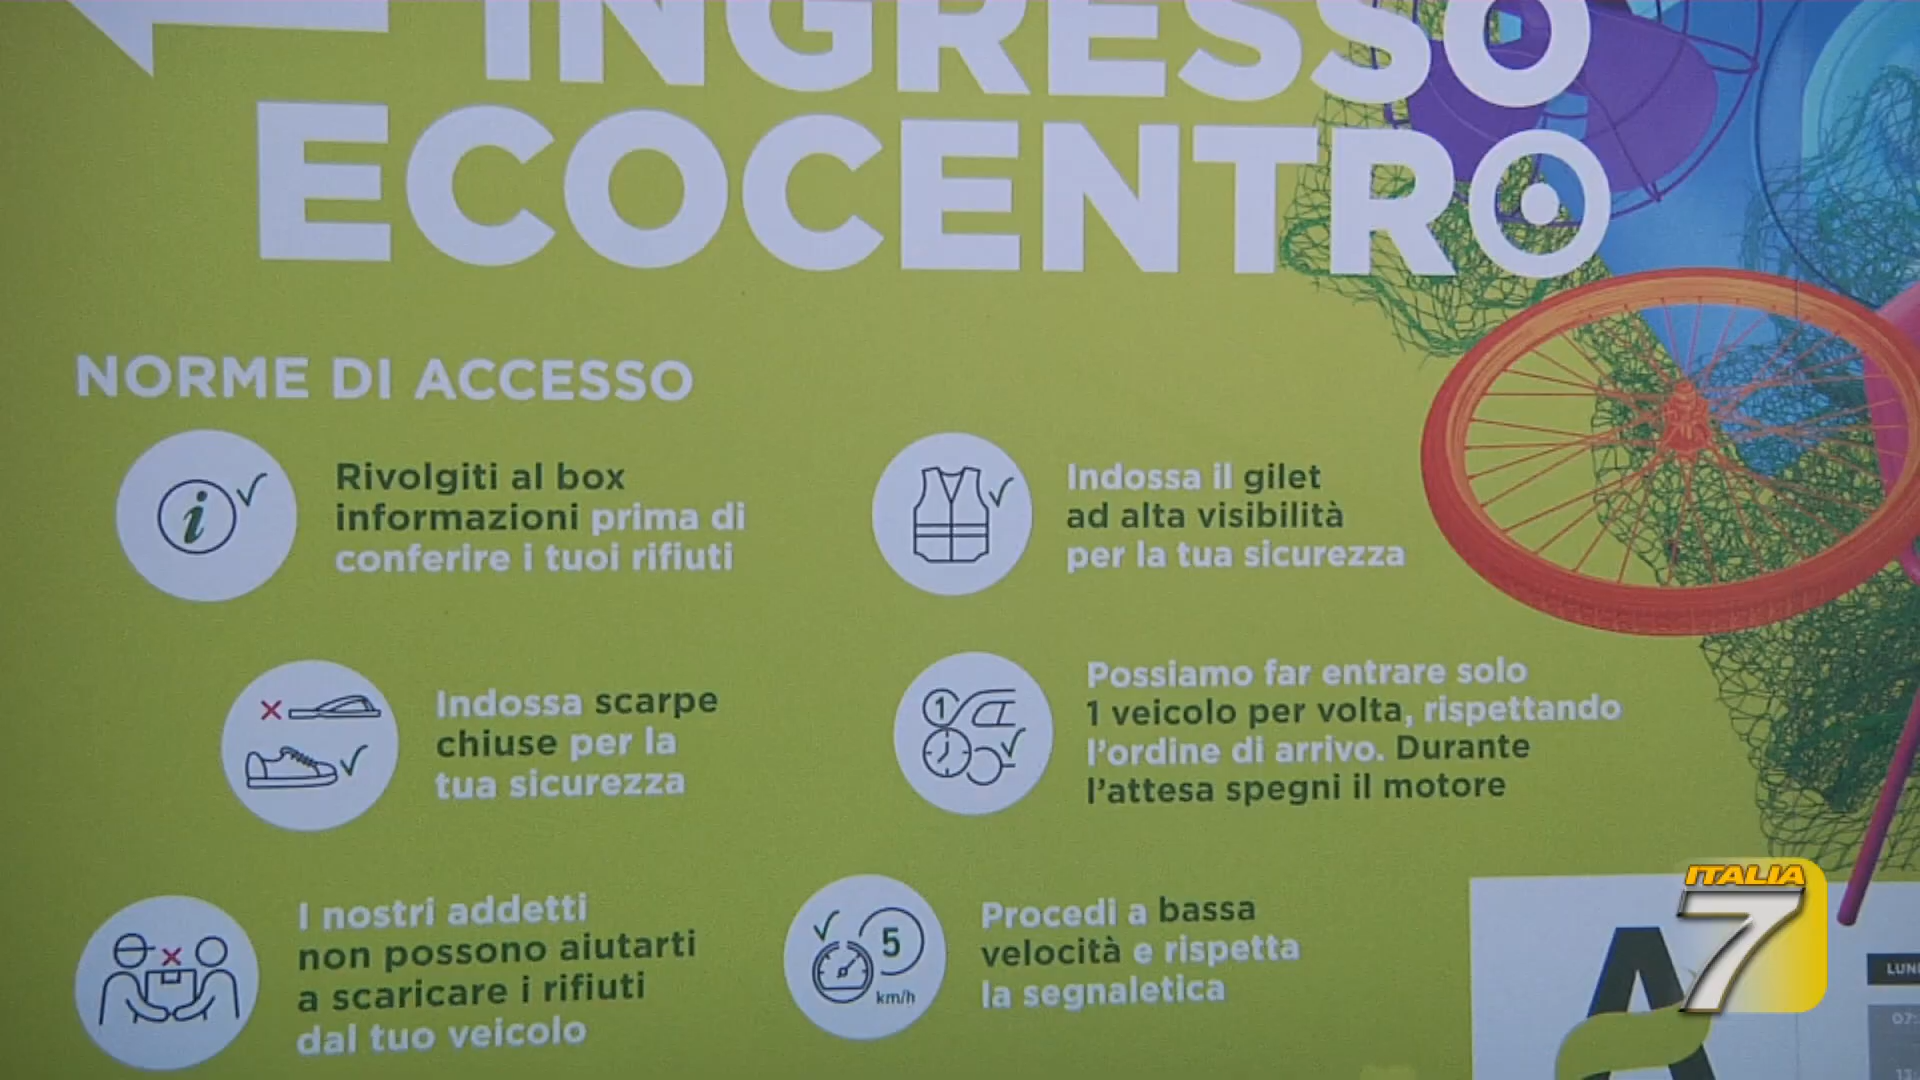 INGRESSO
ECOCENTRO
NORME DI ACCESSO
Rivolgiti al box
informazioni prima di
conferire i tuoi rifiuti
Indossa il gilet
ad alta visibilità
per la tua sicurezza
Indossa scarpe
chiuse per la
tua sicurezza
1
Possiamo far entrare solo
1 veicolo per volta, rispettando
l'ordine di arrivo. Durante
l'attesa spegni il motore
I nostri addetti
non possono aiutarti
a scaricare i rifiuti
dal tuo veicolo
5
km/h
Procedi a bassa
velocità e rispetta
la segnaletica
ITALIA
7
A
LUN
07:
13: